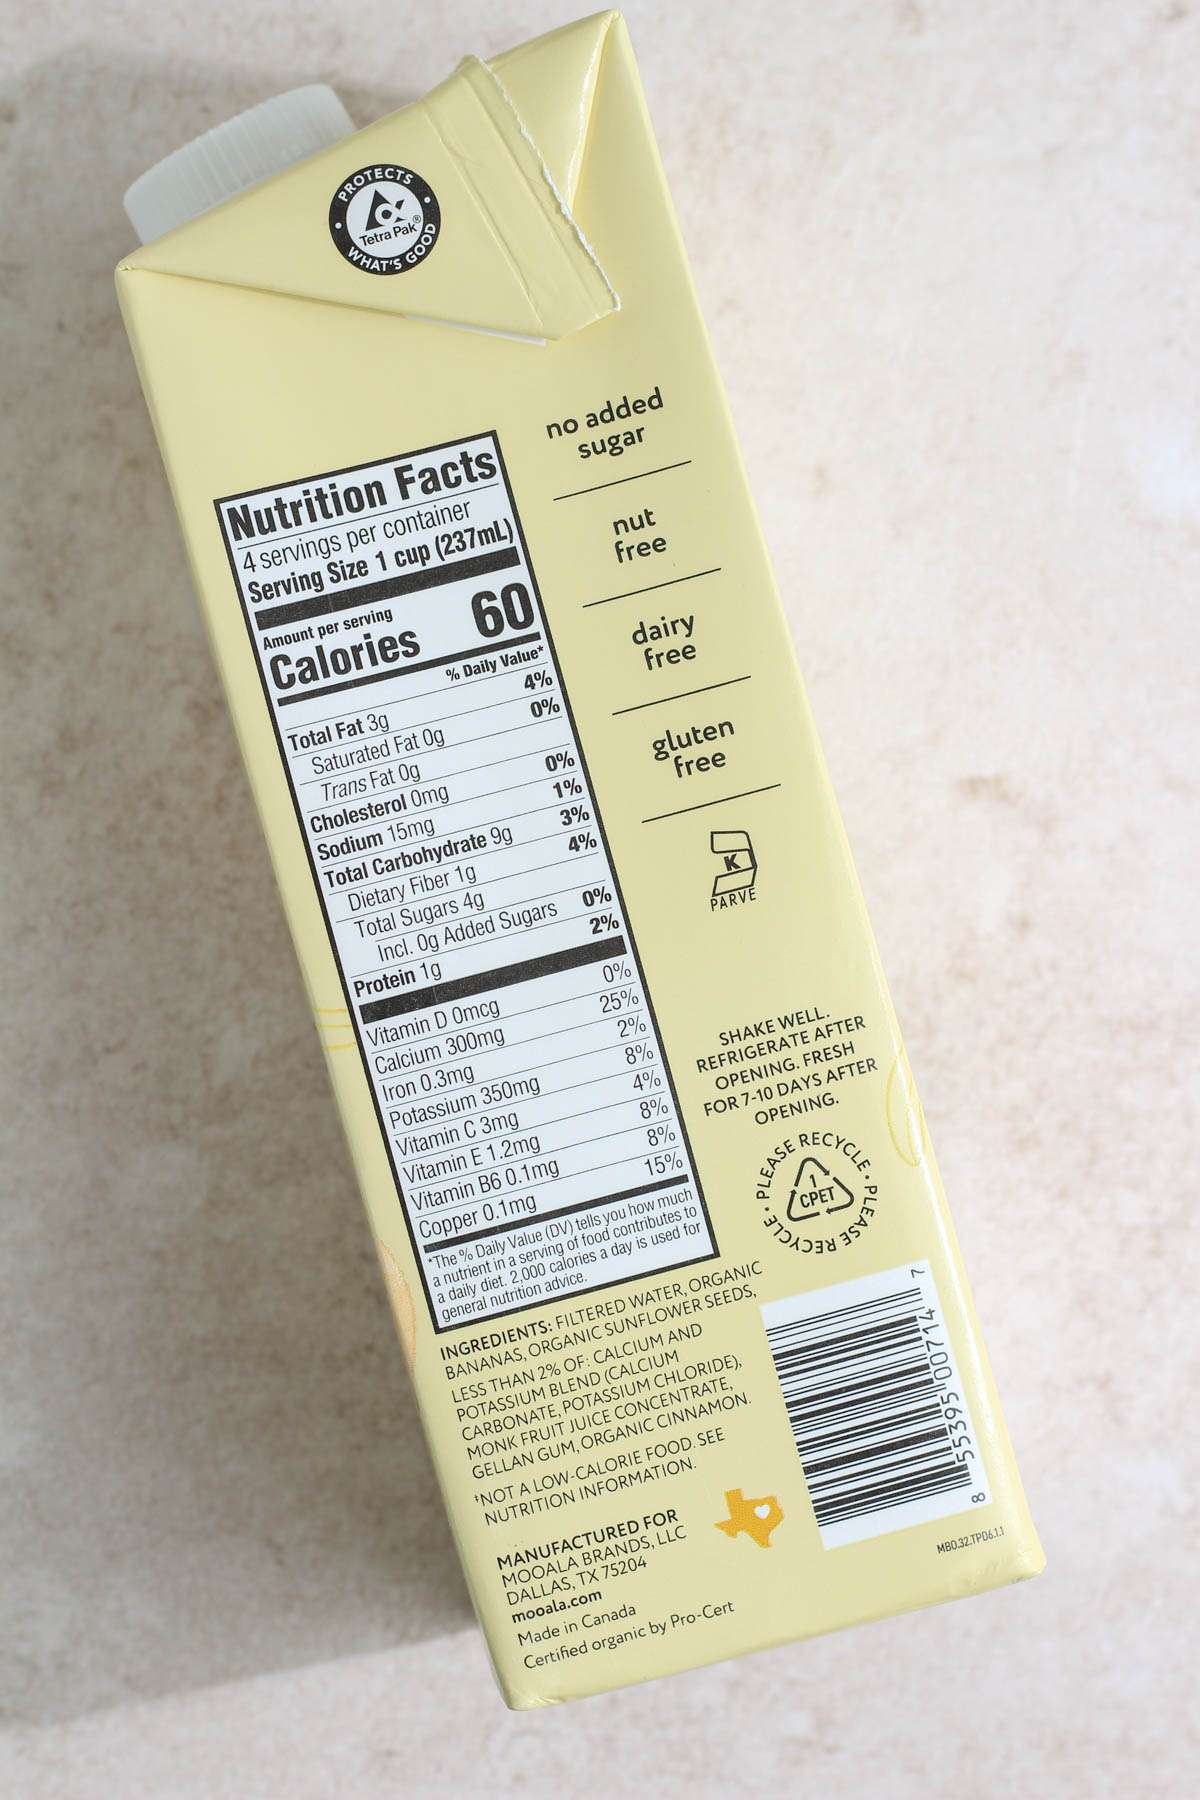 PROTECTS
Tetra Pak®
WHAT'S GOOD
no added
sugar
nut
free
dairy
free
gluten
free
K
PARVE
Nutrition Facts
4 servings per container
Serving Size 1 cup (237mL)
Amount per serving
Calories 60
% Daily Value*
Total Fat 3g 4%
Saturated Fat 0g 0%
Trans Fat 0g
Cholesterol 0mg 0%
Sodium 15mg 1%
Total Carbohydrate 9g 3%
Dietary Fiber 1g 4%
Total Sugars 4g
Incl. 0g Added Sugars 0%
Protein 1g 2%
Vitamin D 0mcg 0%
Calcium 300mg 25%
Iron 0.3mg 2%
Potassium 350mg 8%
Vitamin C 3mg 4%
Vitamin E 1.2mg 8%
Vitamin B6 0.1mg 8%
Copper 0.1mg 15%
*The % Daily Value (DV) tells you how much
a nutrient in a serving of food contributes to
a daily diet. 2,000 calories a day is used for
general nutrition advice.
SHAKE WELL.
REFRIGERATE AFTER
OPENING. FRESH
FOR 7-10 DAYS AFTER
OPENING.
PLEASE RECYCLE • PLEASE RECYCLE •
1
CPET
INGREDIENTS: FILTERED WATER, ORGANIC
BANANAS, ORGANIC SUNFLOWER SEEDS,
LESS THAN 2% OF: CALCIUM AND
POTASSIUM BLEND (CALCIUM
CARBONATE, POTASSIUM CHLORIDE),
MONK FRUIT JUICE CONCENTRATE,
GELLAN GUM, ORGANIC CINNAMON.
‡NOT A LOW-CALORIE FOOD. SEE
NUTRITION INFORMATION.
MANUFACTURED FOR
MOOALA BRANDS, LLC
DALLAS, TX 75204
mooala.com
Made in Canada
Certified organic by Pro-Cert
8 55395 00714 7
MBO.32.TPD6.1.1